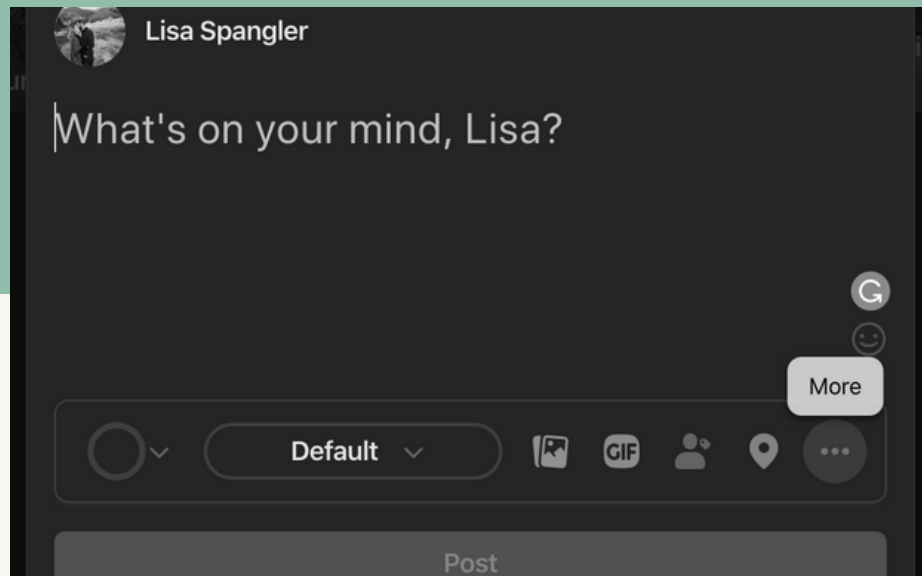 Lisa Spangler
What's on your mind, Lisa?
More
Default
GIF
Post